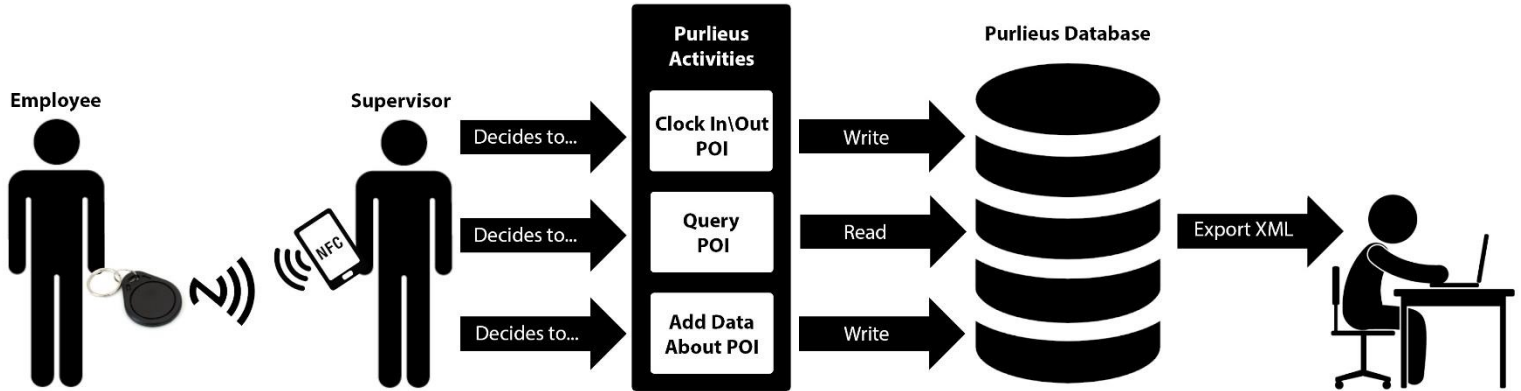 Employee
Supervisor
Decides to...
Decides to...
Decides to...
Purlieus
Activities
Clock In\Out
POI
Query
POI
Add Data
About POI
Write
Read
Write
Purlieus Database
Export XML
NFC